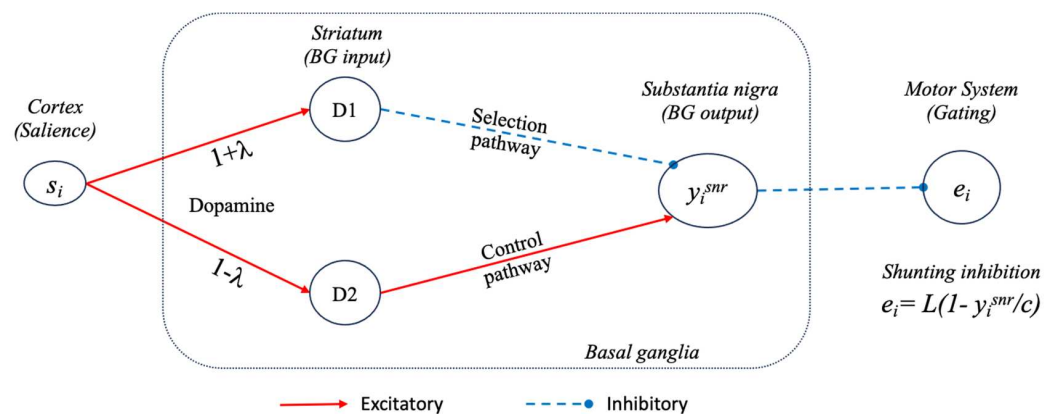 Striatum
(BG input)
Cortex
(Salience)
Substantia nigra
(BG output)
Motor System
(Gating)
D1
Selection
pathway
1+λ
s_i
Dopamine
y_i^snr
e_i
1-λ
Control
pathway
D2
Shunting inhibition
e_i= L(1- y_i^snr/c)
Basal ganglia
Excitatory
Inhibitory